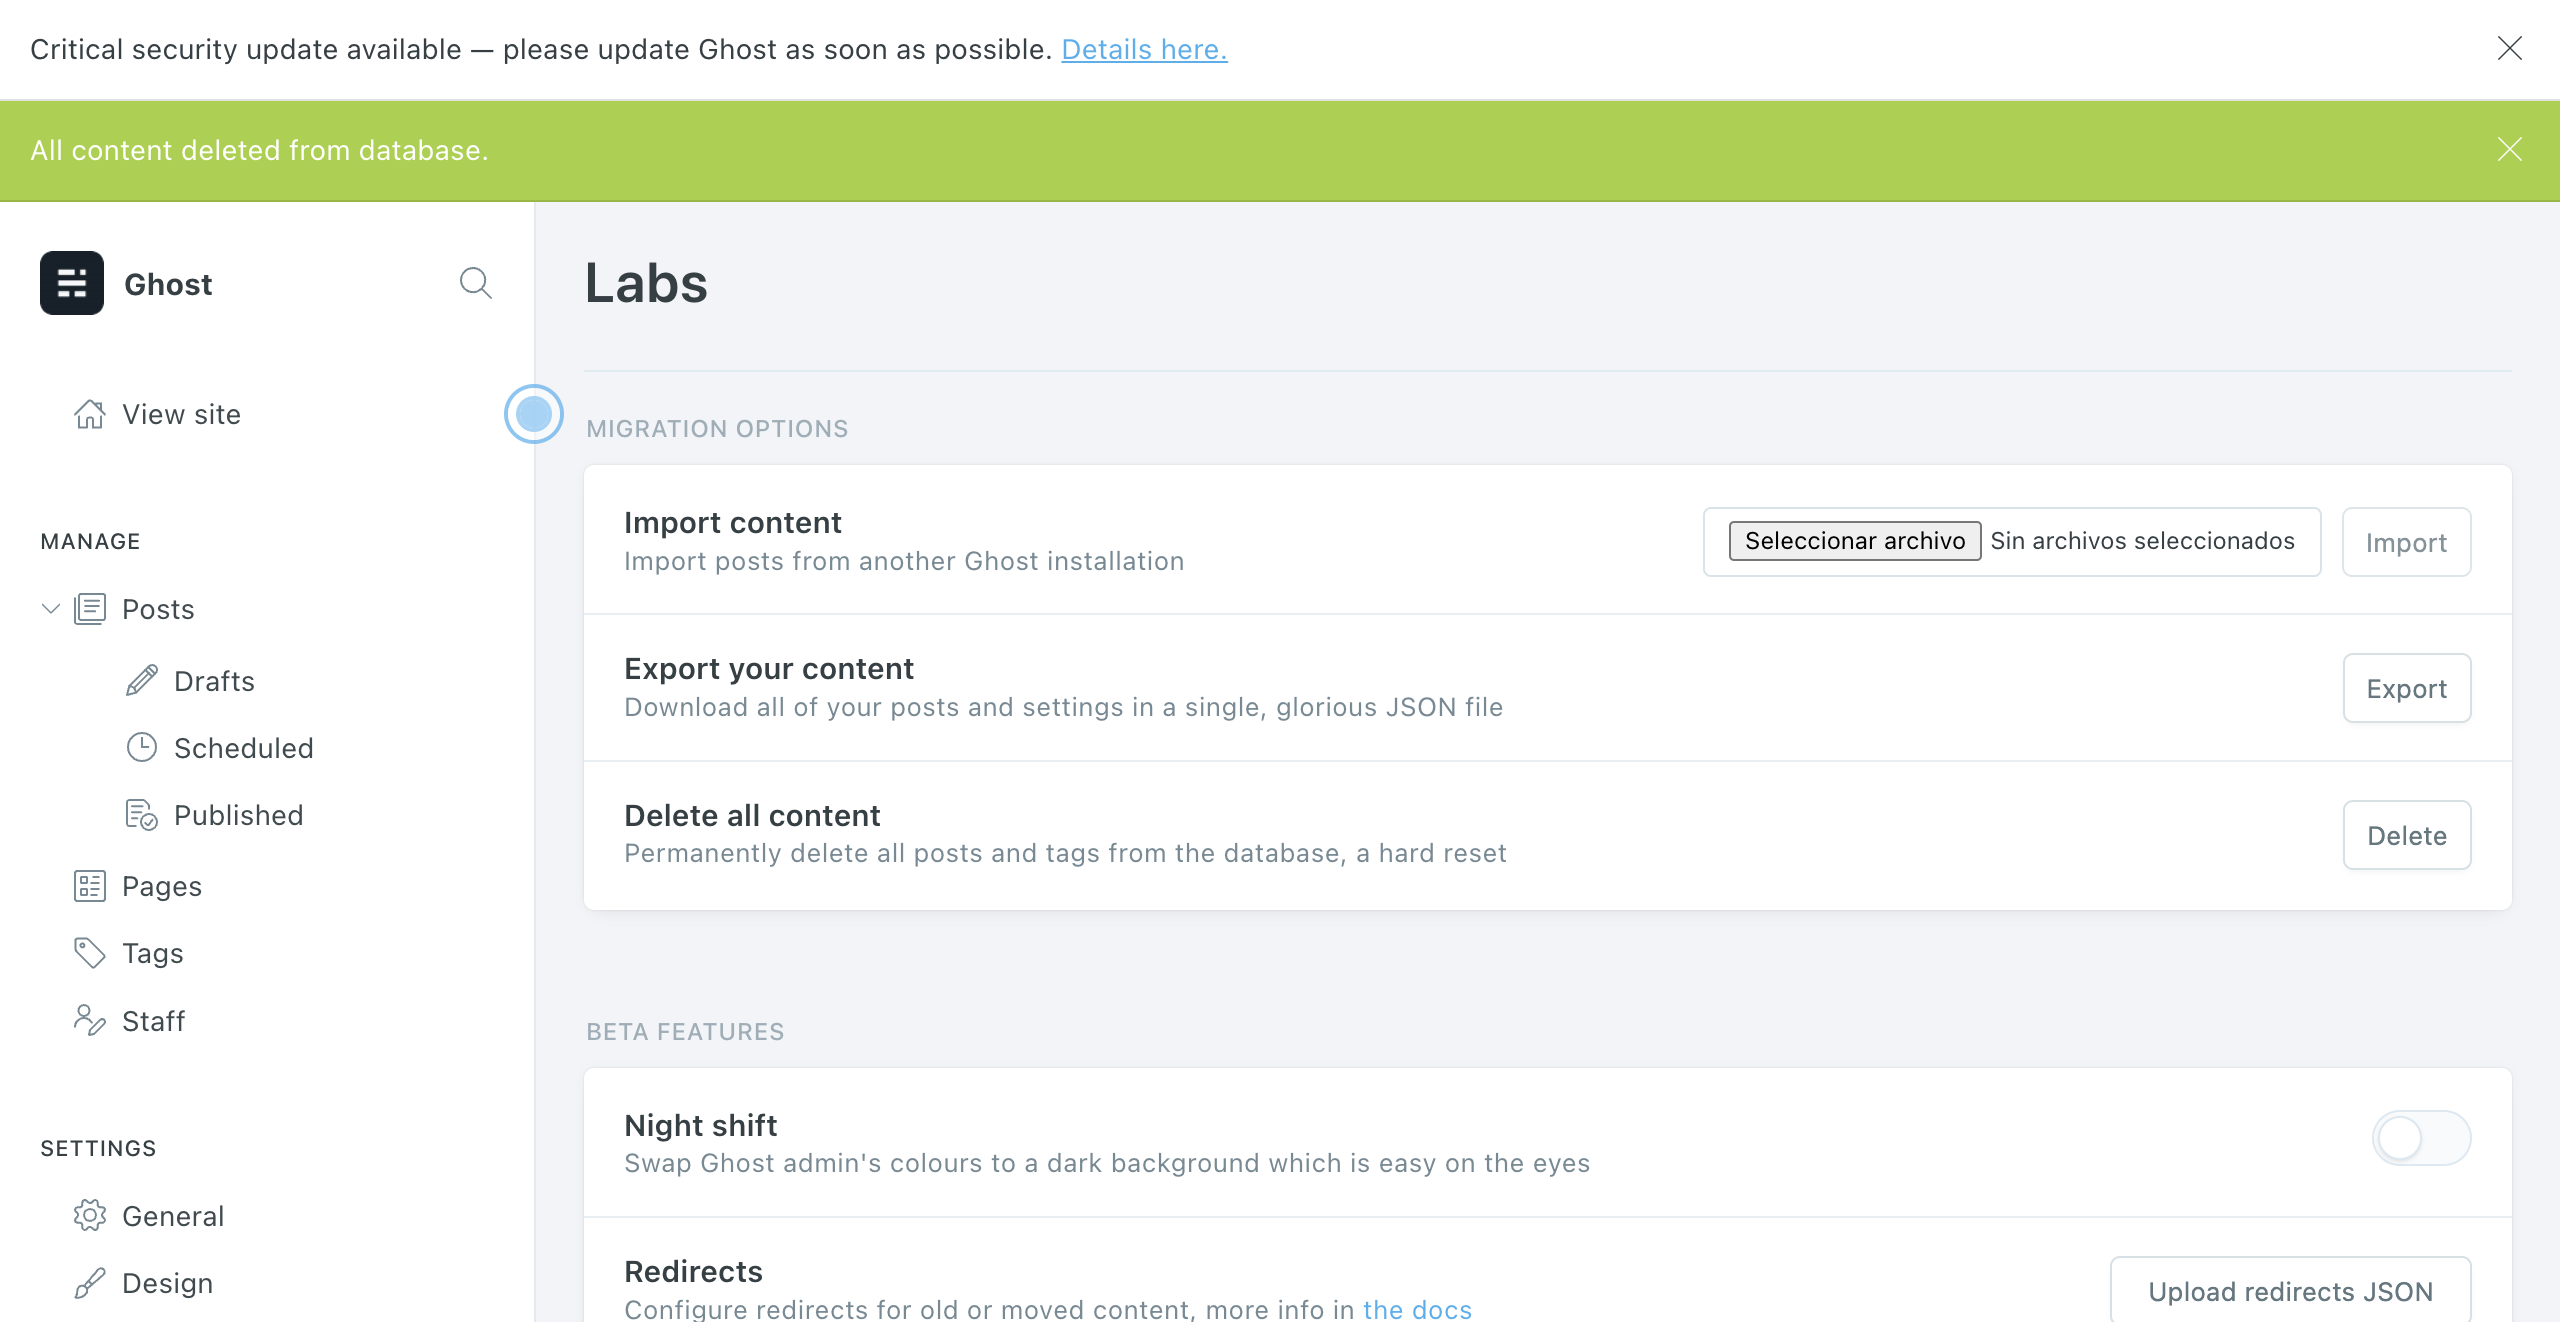 Critical security update available — please update Ghost as soon as possible. Details here.
All content deleted from database.
Ghost
View site
MANAGE
Posts
Drafts
Scheduled
Published
Pages
Tags
Staff
SETTINGS
General
Design
Labs
MIGRATION OPTIONS
Import content
Import posts from another Ghost installation
Seleccionar archivo Sin archivos seleccionados
Import
Export your content
Download all of your posts and settings in a single, glorious JSON file
Export
Delete all content
Permanently delete all posts and tags from the database, a hard reset
Delete
BETA FEATURES
Night shift
Swap Ghost admin's colours to a dark background which is easy on the eyes
Redirects
Configure redirects for old or moved content, more info in the docs
Upload redirects JSON